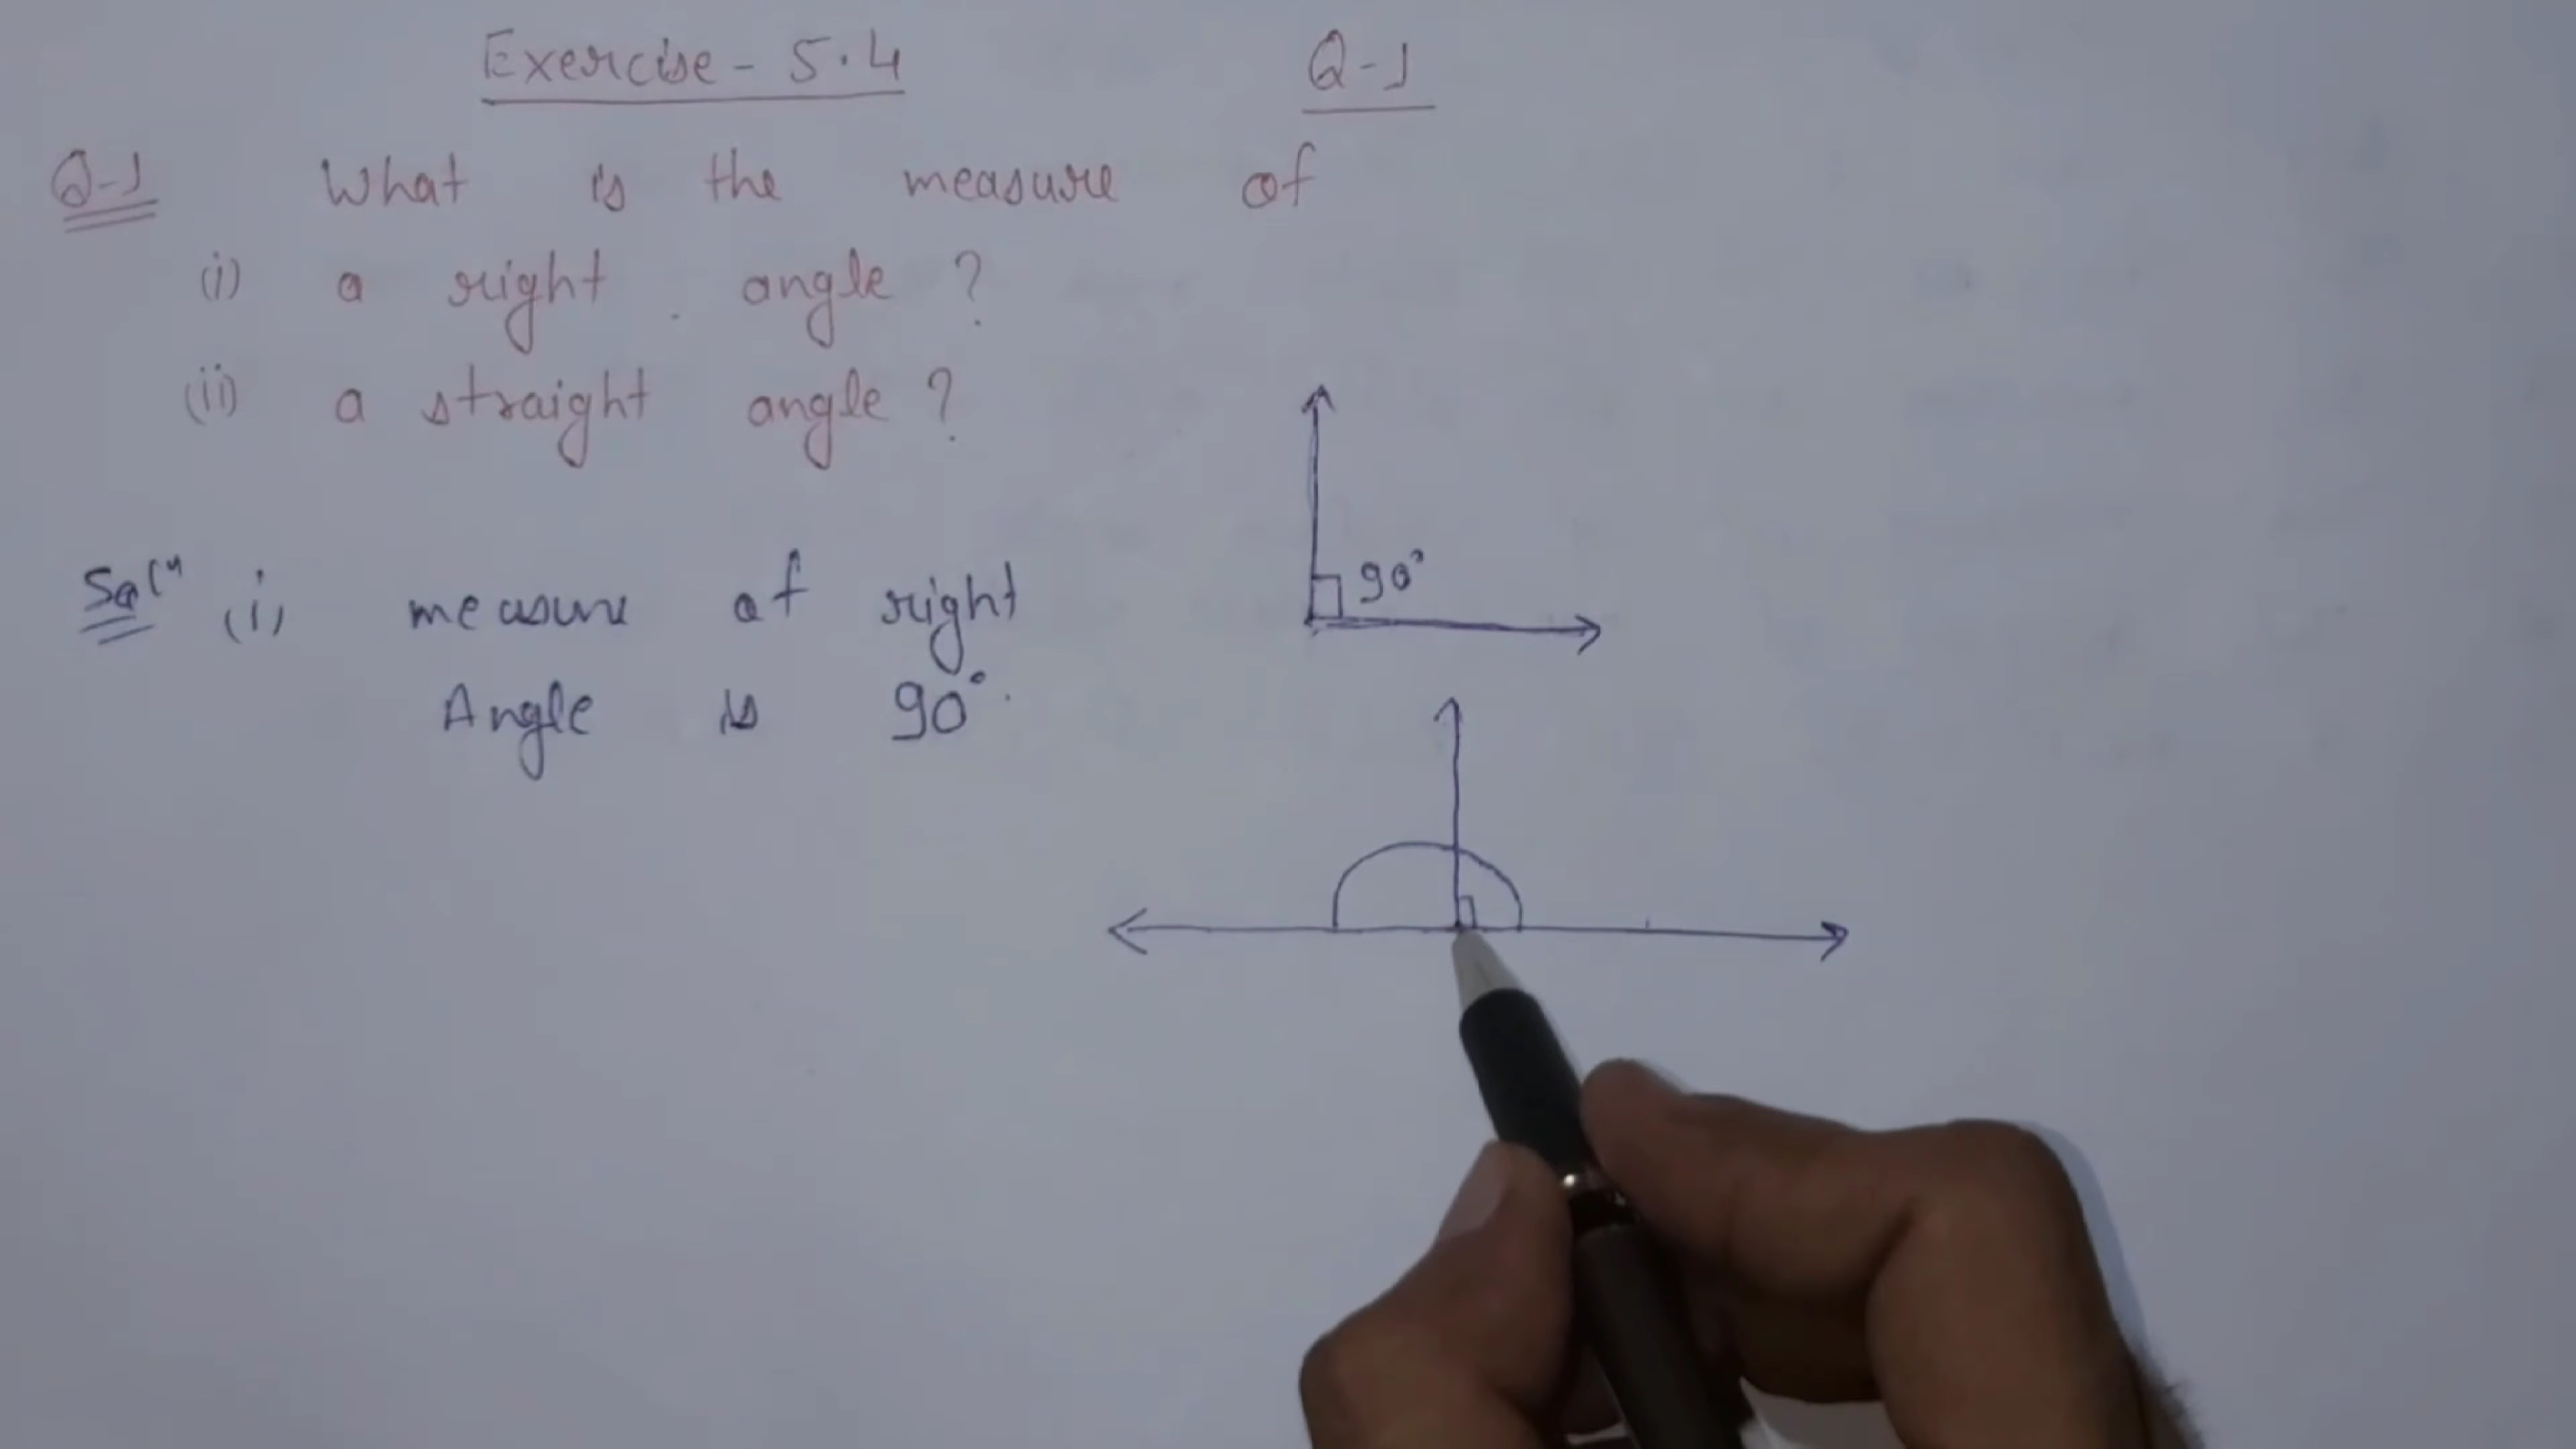 Exercise - 5.4 Q-1
Q-1 What is the measure of
(i) a right angle ?
(ii) a straight angle ?
Solⁿ (i) measure of right
Angle is 90°.
90°